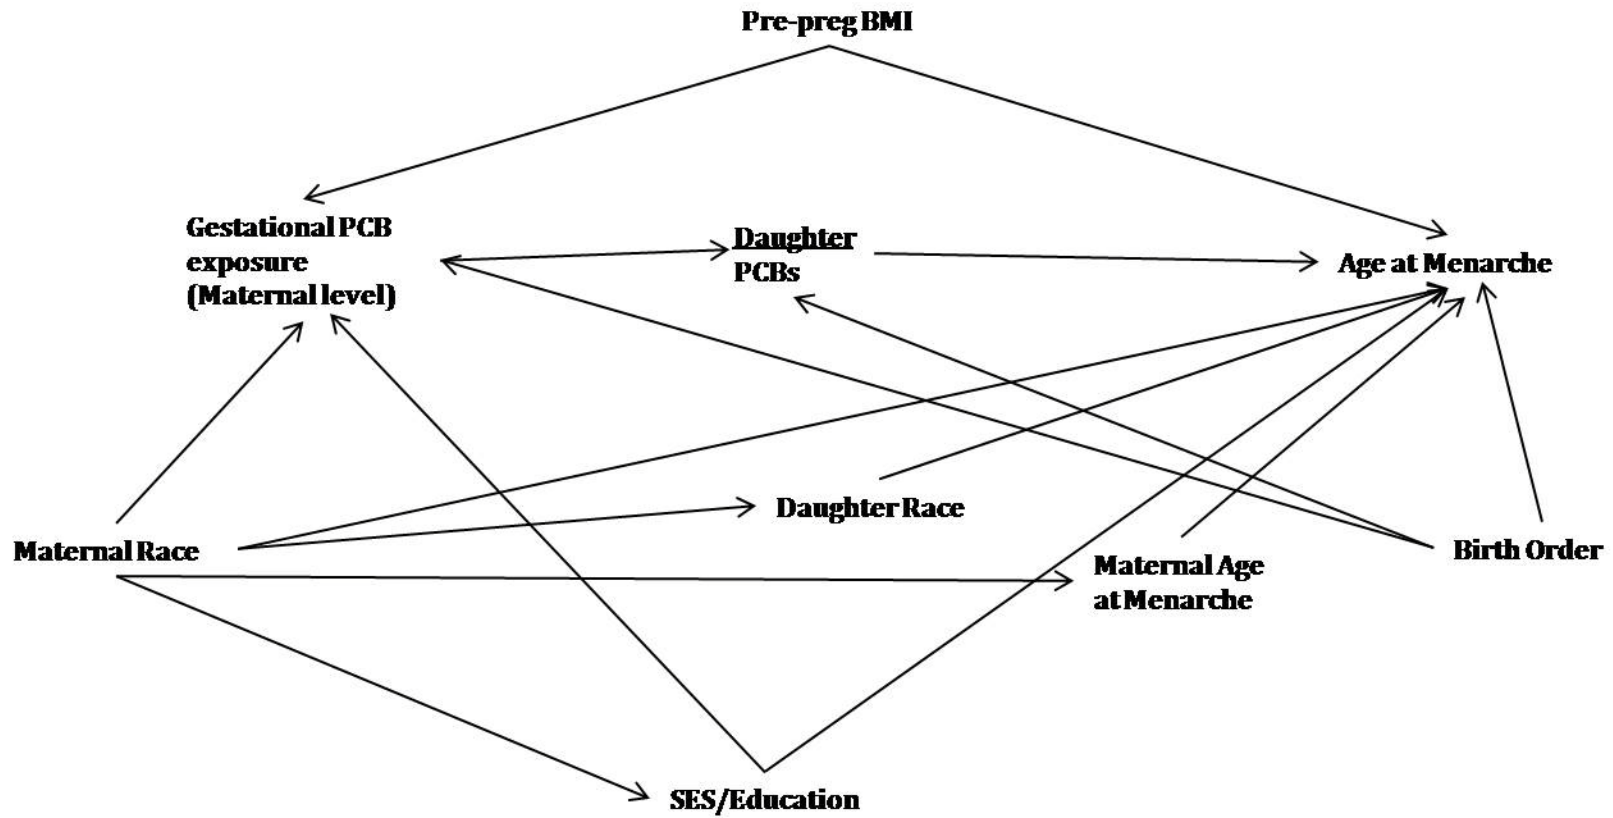 Pre-preg BMI
Gestational PCB
exposure
(Maternal level)
Daughter
PCBs
Age at Menarche
Daughter Race
Maternal Race
Maternal Age
at Menarche
Birth Order
SES/Education